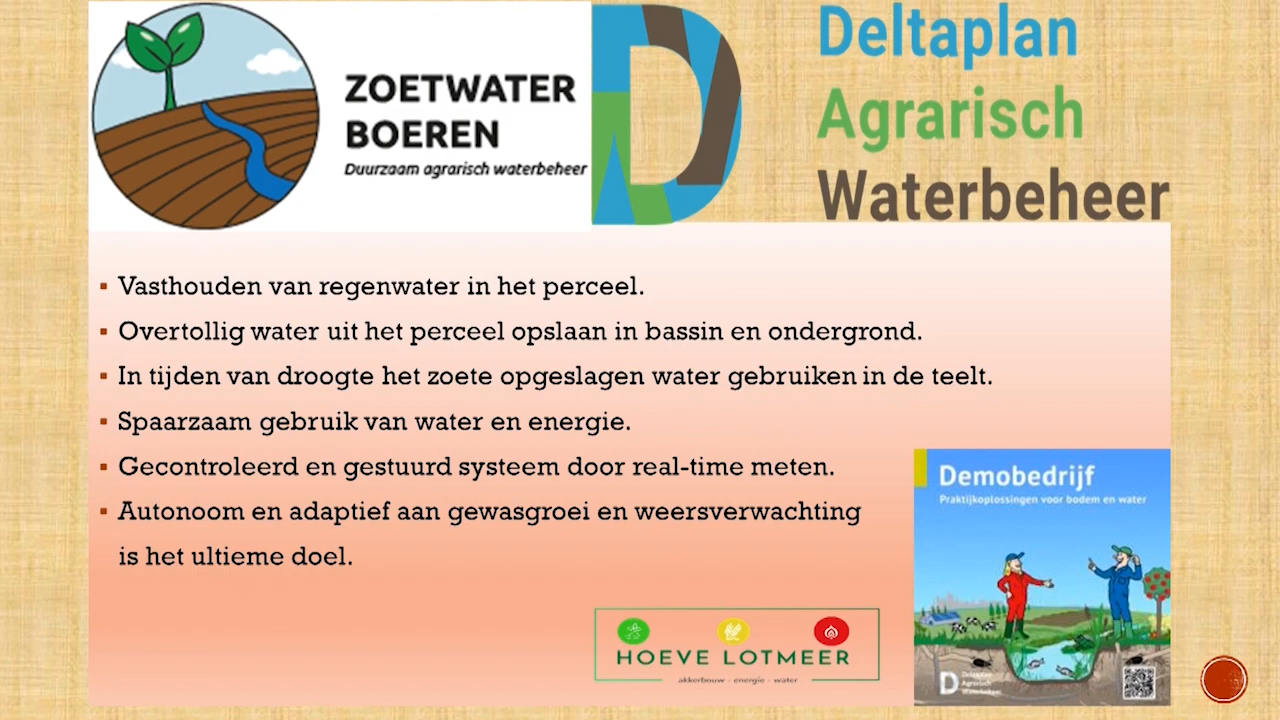 ZOETWATER
BOEREN
Duurzaam agrarisch waterbeheer
D
Deltaplan
Agrarisch
Waterbeheer
Vasthouden van regenwater in het perceel.
Overtollig water uit het perceel opslaan in bassin en ondergrond.
In tijden van droogte het zoete opgeslagen water gebruiken in de teelt.
Spaarzaam gebruik van water en energie.
Gecontroleerd en gestuurd systeem door real-time meten.
Autonoom en adaptief aan gewasgroei en weersverwachting
is het ultieme doel.
HOEVE LOTMEER
akkerbouw - energie - water
Demobedrijf
Praktijkoplossingen voor bodem en water
D
Deltaplan
Agrarisch
Waterbeheer